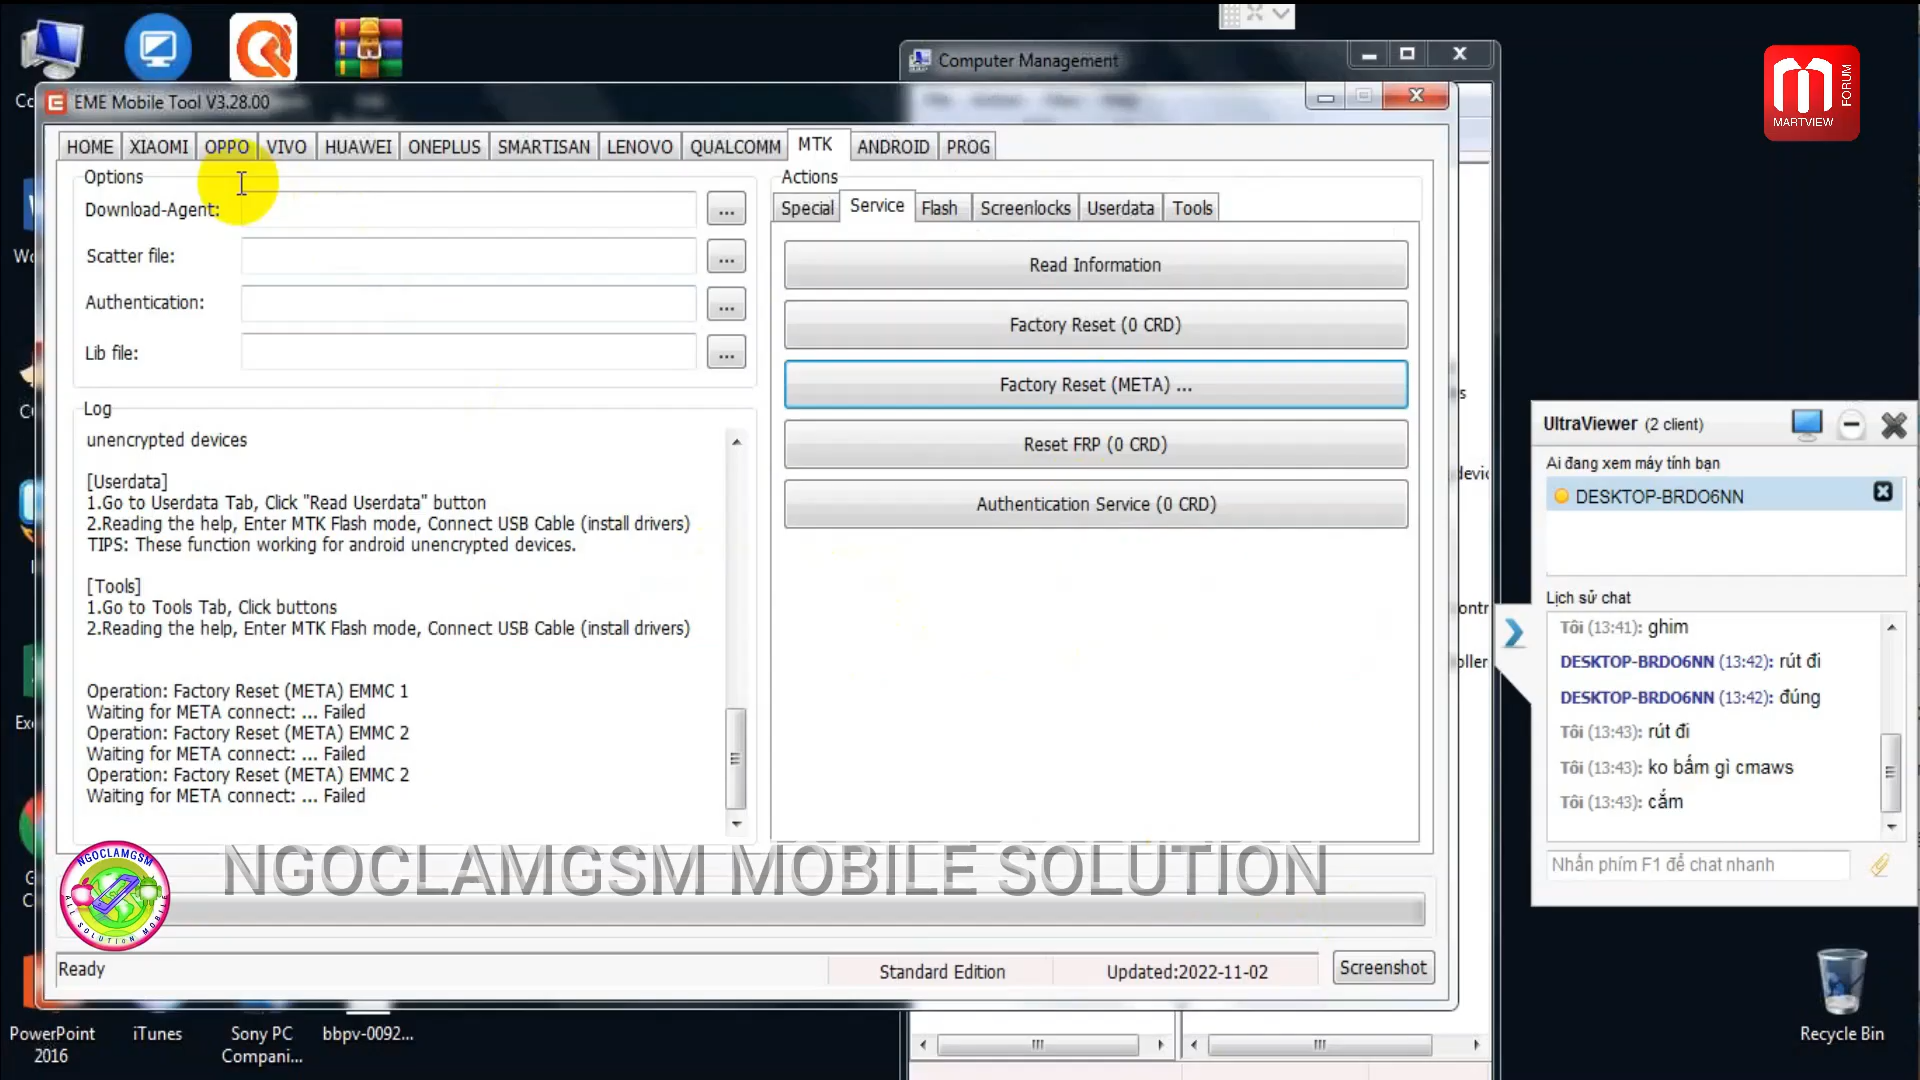 Computer Management
MARTVIEW
FORUM
EME Mobile Tool V3.28.00
HOME
XIAOMI
OPPO
VIVO
HUAWEI
ONEPLUS
SMARTISAN
LENOVO
QUALCOMM
MTK
ANDROID
PROG
Options
Download-Agent:
...
Scatter file:
...
Authentication:
...
Lib file:
...
Actions
Special
Service
Flash
Screenlocks
Userdata
Tools
Read Information
Factory Reset (0 CRD)
Factory Reset (META) ...
Reset FRP (0 CRD)
Authentication Service (0 CRD)
Log
unencrypted devices
[Userdata]
1.Go to Userdata Tab, Click "Read Userdata" button
2.Reading the help, Enter MTK Flash mode, Connect USB Cable (install drivers)
TIPS: These function working for android unencrypted devices.
[Tools]
1.Go to Tools Tab, Click buttons
2.Reading the help, Enter MTK Flash mode, Connect USB Cable (install drivers)
Operation: Factory Reset (META) EMMC 1
Waiting for META connect: ... Failed
Operation: Factory Reset (META) EMMC 2
Waiting for META connect: ... Failed
Operation: Factory Reset (META) EMMC 2
Waiting for META connect: ... Failed
NGOCLAMGSM
ALL SOLUTION MOBILE
NGOCLAMGSM MOBILE SOLUTION
Ready
Standard Edition
Updated:2022-11-02
Screenshot
UltraViewer (2 client)
Ai đang xem máy tính bạn
DESKTOP-BRDO6NN
Lịch sử chat
Tôi (13:41): ghim
DESKTOP-BRDO6NN (13:42): rút đi
DESKTOP-BRDO6NN (13:42): đúng
Tôi (13:43): rút đi
Tôi (13:43): ko bấm gì cmaws
Tôi (13:43): cắm
Nhấn phím F1 để chat nhanh
PowerPoint
2016
iTunes
Sony PC
Compani...
bbpv-0092...
Recycle Bin